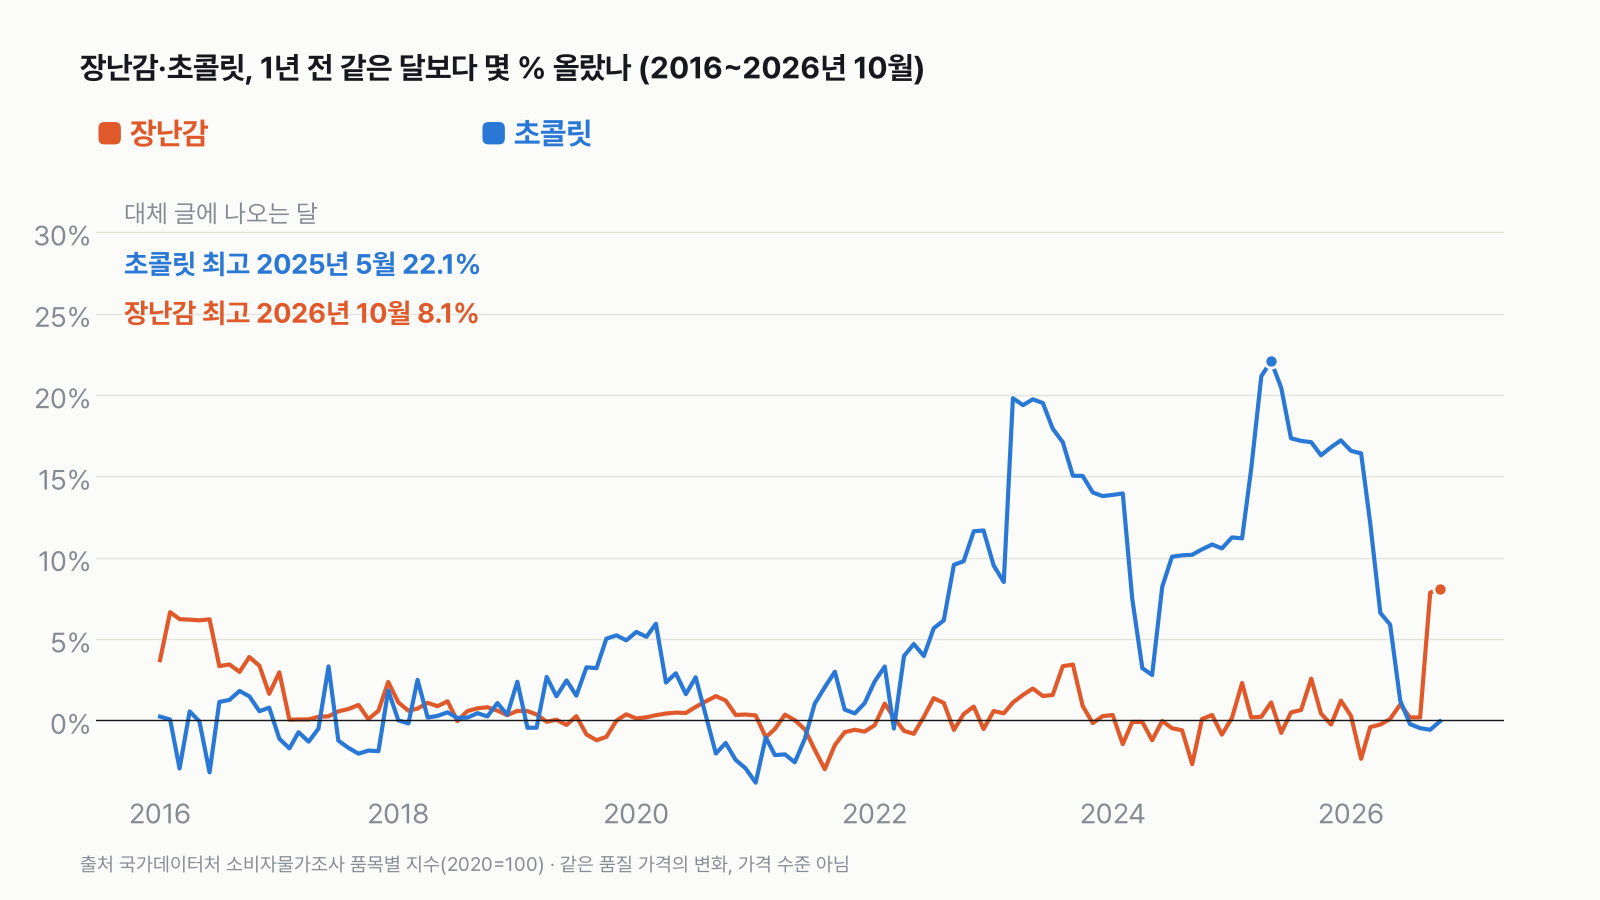 장난감·초콜릿, 1년 전 같은 달보다 몇 % 올랐나 (2016~2026년 10월)
장난감
초콜릿
대체 글에 나오는 달
30%
초콜릿 최고 2025년 5월 22.1%
장난감 최고 2026년 10월 8.1%
25%
20%
15%
10%
5%
0%
2016 2018 2020 2022 2024 2026
출처 국가데이터처 소비자물가조사 품목별 지수(2020=100) · 같은 품질 가격의 변화, 가격 수준 아님